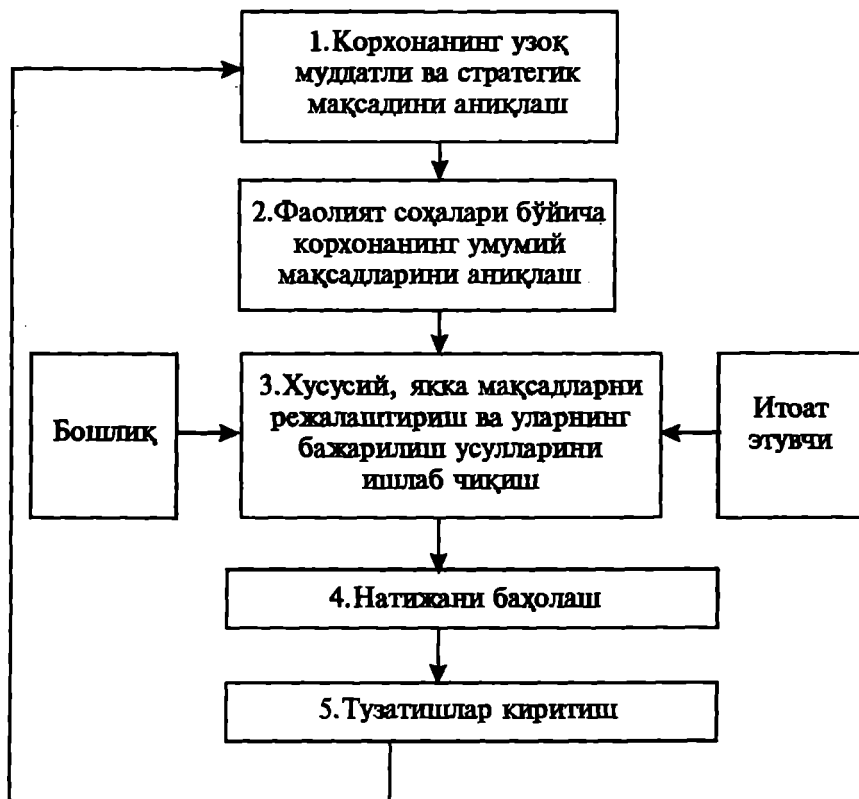 1.Корхонанинг узоқ
муддатли ва стратегик
мақсадини аниқлаш
2.Фаолият соҳалари бўйича
корхонанинг умумий
мақсадларини аниқлаш
Бошлиқ
3.Хусусий, якка мақсадларни
режалаштириш ва уларнинг
бажарилиш усулларини
ишлаб чиқиш
Итоат
этувчи
4.Натижани баҳолаш
5.Тузатишлар киритиш